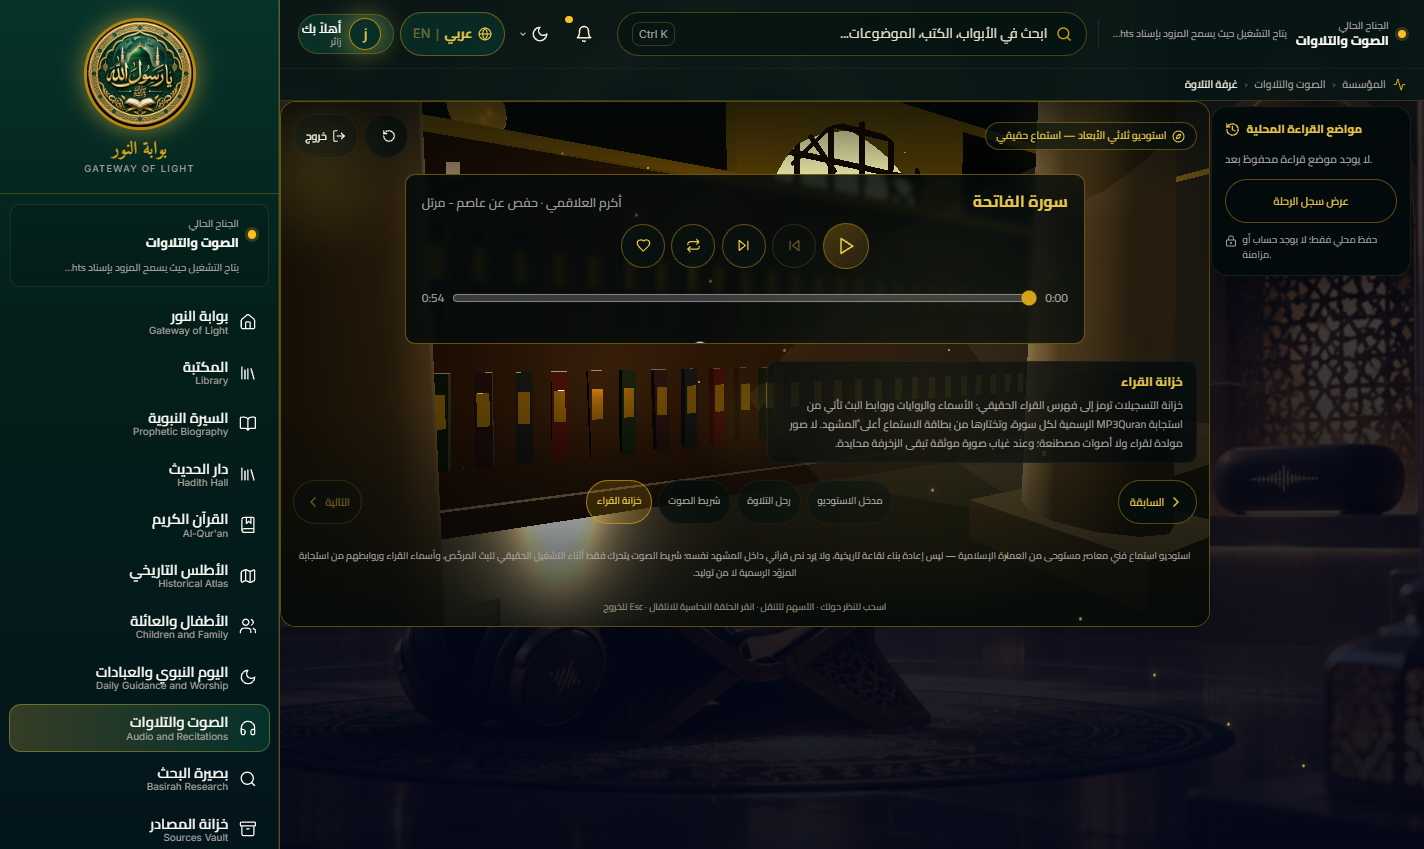 الجناح الحالي
الصوت والتلاوات
يتاح التشغيل حيث يسمح المزود بإسناد hts...
ابحث في الأبواب، الكتب، الموضوعات...
Ctrl K
عربي | EN
أهلاً بك
زائر
ز
المؤسسة › الصوت والتلاوات › غرفة التلاوة
يا رسول الله
بوابة النور
GATEWAY OF LIGHT
الجناح الحالي
الصوت والتلاوات
يتاح التشغيل حيث يسمح المزود بإسناد hts...
بوابة النور
Gateway of Light
المكتبة
Library
السيرة النبوية
Prophetic Biography
دار الحديث
Hadith Hall
القرآن الكريم
Al-Qur'an
الأطلس التاريخي
Historical Atlas
الأطفال والعائلة
Children and Family
اليوم النبوي والعبادات
Daily Guidance and Worship
الصوت والتلاوات
Audio and Recitations
بصيرة البحث
Basirah Research
خزانة المصادر
Sources Vault
مواضع القراءة المحلية
لا يوجد موضع قراءة محفوظ بعد.
عرض سجل الرحلة
حفظ محلي فقط؛ لا يوجد حساب أو
مزامنة.
استوديو ثلاثي الأبعاد — استماع حقيقي
خروج
سورة الفاتحة
أكرم العلاقمي · حفص عن عاصم - مرتل
0:00
0:54
خزانة القراء
خزانة التسجيلات ترمز إلى فهرس القراء الحقيقي: الأسماء والروايات وروابط البث تأتي من
استجابة MP3Quran الرسمية لكل سورة، وتختارها من بطاقة الاستماع أعلى المشهد. لا صور
مولدة لقراء ولا أصوات مصطنعة؛ وعند غياب صورة موثقة تبقى الزخرفة محايدة.
السابقة
مدخل الاستوديو
رحل التلاوة
شريط الصوت
خزانة القراء
التالية
استوديو استماع فني معاصر مستوحى من العمارة الإسلامية — ليس إعادة بناء لقاعة تاريخية، ولا يَرِد نص قرآني داخل المشهد نفسه؛ شريط الصوت يتحرك فقط أثناء التشغيل الحقيقي للبث المرخّص، وأسماء القراء وروابطهم من استجابة
المزوّد الرسمية لا من توليد.
اسحب للنظر حولك · الأسهم للتنقل · انقر الحلقة النحاسية للانتقال · Esc للخروج